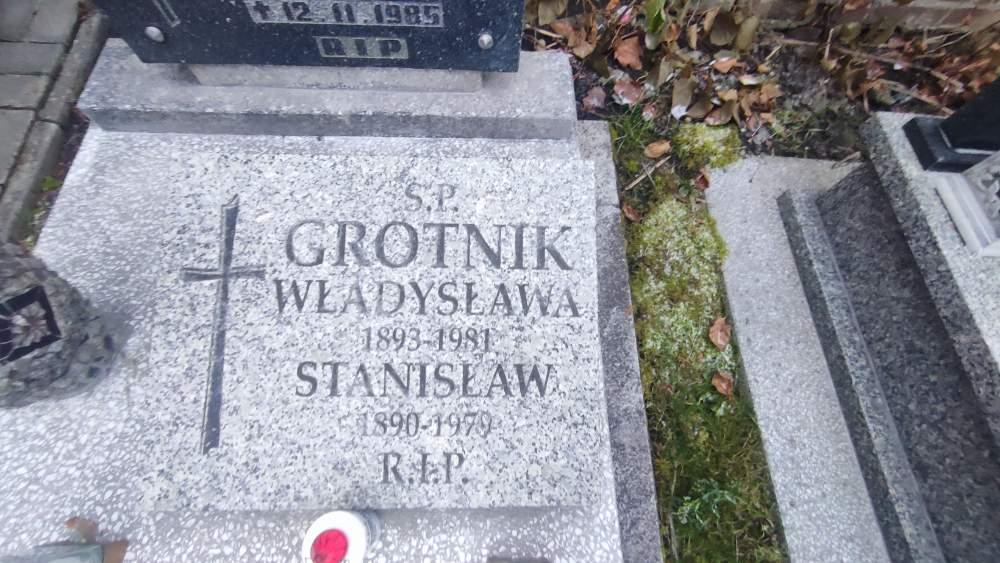 ✝ 12.11.1985
RIP
Ś.P.
GROTNIK
WŁADYSŁAWA
1893-1981
STANISŁAW
1890-1979
R.I.P.